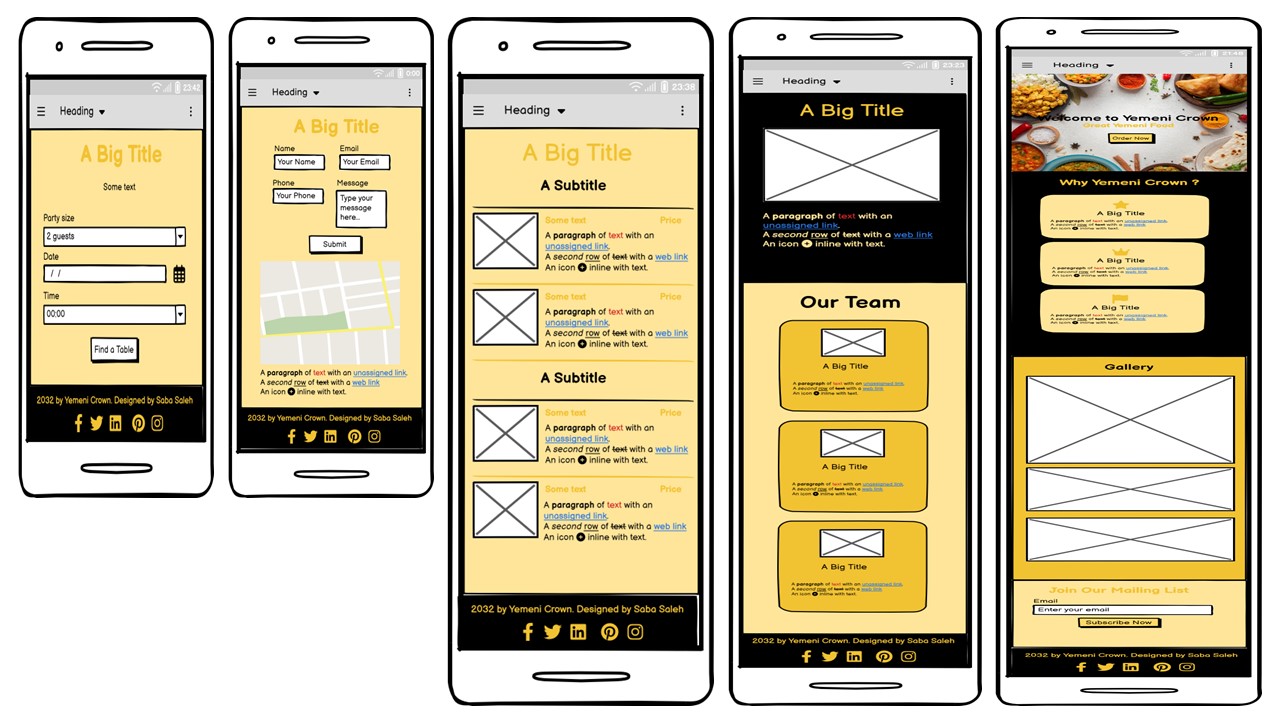 23:42
Heading
A Big Title
Some text
Party size
2 guests
Date
/ /
Time
00:00
Find a Table
2032 by Yemeni Crown. Designed by Saba Saleh
0:00
Heading
A Big Title
Name Email
Your Name Your Email
Phone Message
Your Phone Type your
message
here..
Submit
A paragraph of text with an unassigned link.
A second row of text with a web link
An icon inline with text.
2032 by Yemeni Crown. Designed by Saba Saleh
23:38
Heading
A Big Title
A Subtitle
Some text Price
A paragraph of text with an
unassigned link.
A second row of text with a web link
An icon inline with text.
Some text Price
A paragraph of text with an
unassigned link.
A second row of text with a web link
An icon inline with text.
A Subtitle
Some text Price
A paragraph of text with an
unassigned link.
A second row of text with a web link
An icon inline with text.
Some text Price
A paragraph of text with an
unassigned link.
A second row of text with a web link
An icon inline with text.
2032 by Yemeni Crown. Designed by Saba Saleh
23:23
Heading
A Big Title
A paragraph of text with an
unassigned link.
A second row of text with a web link
An icon inline with text.
Our Team
A Big Title
A paragraph of text with an unassigned link.
A second row of text with a web link
An icon inline with text.
A Big Title
A paragraph of text with an unassigned link.
A second row of text with a web link
An icon inline with text.
A Big Title
A paragraph of text with an unassigned link.
A second row of text with a web link
An icon inline with text.
2032 by Yemeni Crown. Designed by Saba Saleh
Heading
Welcome to Yemeni Crown
Great Yemeni Food
Order Now
Why Yemeni Crown ?
A Big Title
A paragraph of text with an unassigned link.
A second row of text with a web link
An icon inline with text.
A Big Title
A paragraph of text with an unassigned link.
A second row of text with a web link
An icon inline with text.
A Big Title
A paragraph of text with an unassigned link.
A second row of text with a web link
An icon inline with text.
Gallery
Join Our Mailing List
Email
Enter your email
Subscribe Now
2032 by Yemeni Crown. Designed by Saba Saleh